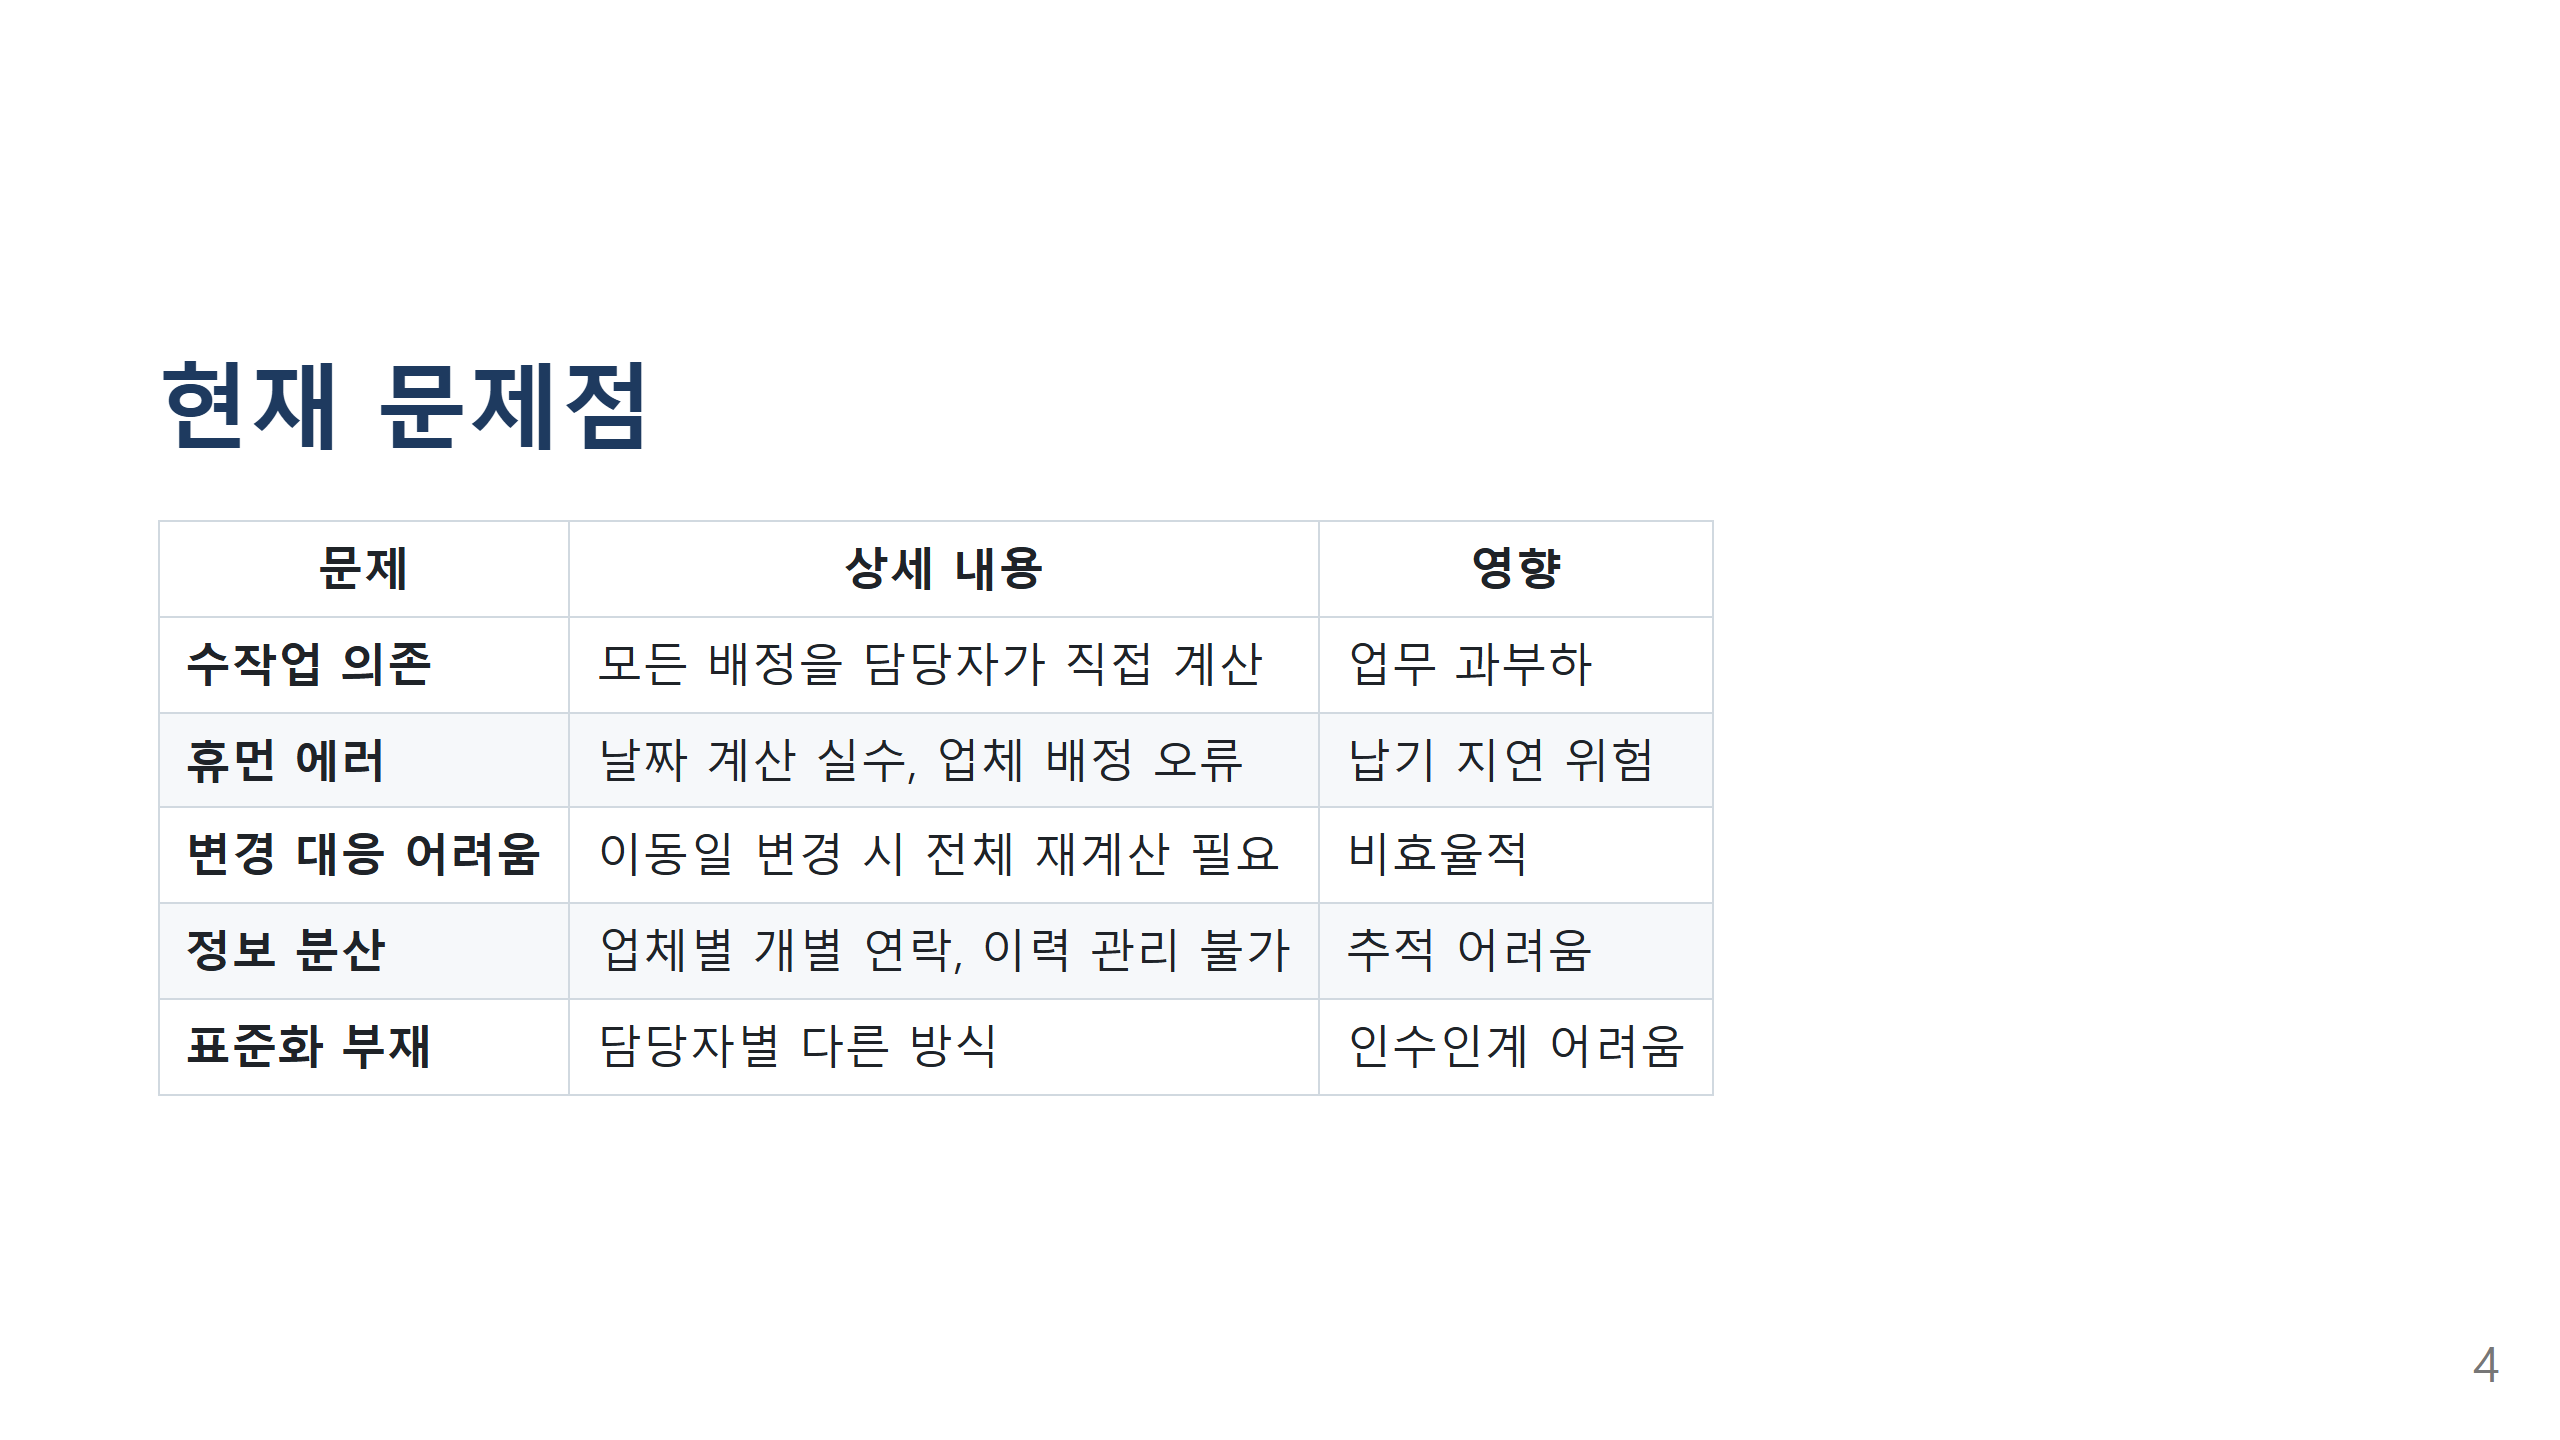 현재 문제점
문제 상세 내용 영향
수작업 의존 모든 배정을 담당자가 직접 계산 업무 과부하
휴먼 에러 날짜 계산 실수, 업체 배정 오류 납기 지연 위험
변경 대응 어려움 이동일 변경 시 전체 재계산 필요 비효율적
정보 분산 업체별 개별 연락, 이력 관리 불가 추적 어려움
표준화 부재 담당자별 다른 방식 인수인계 어려움
4